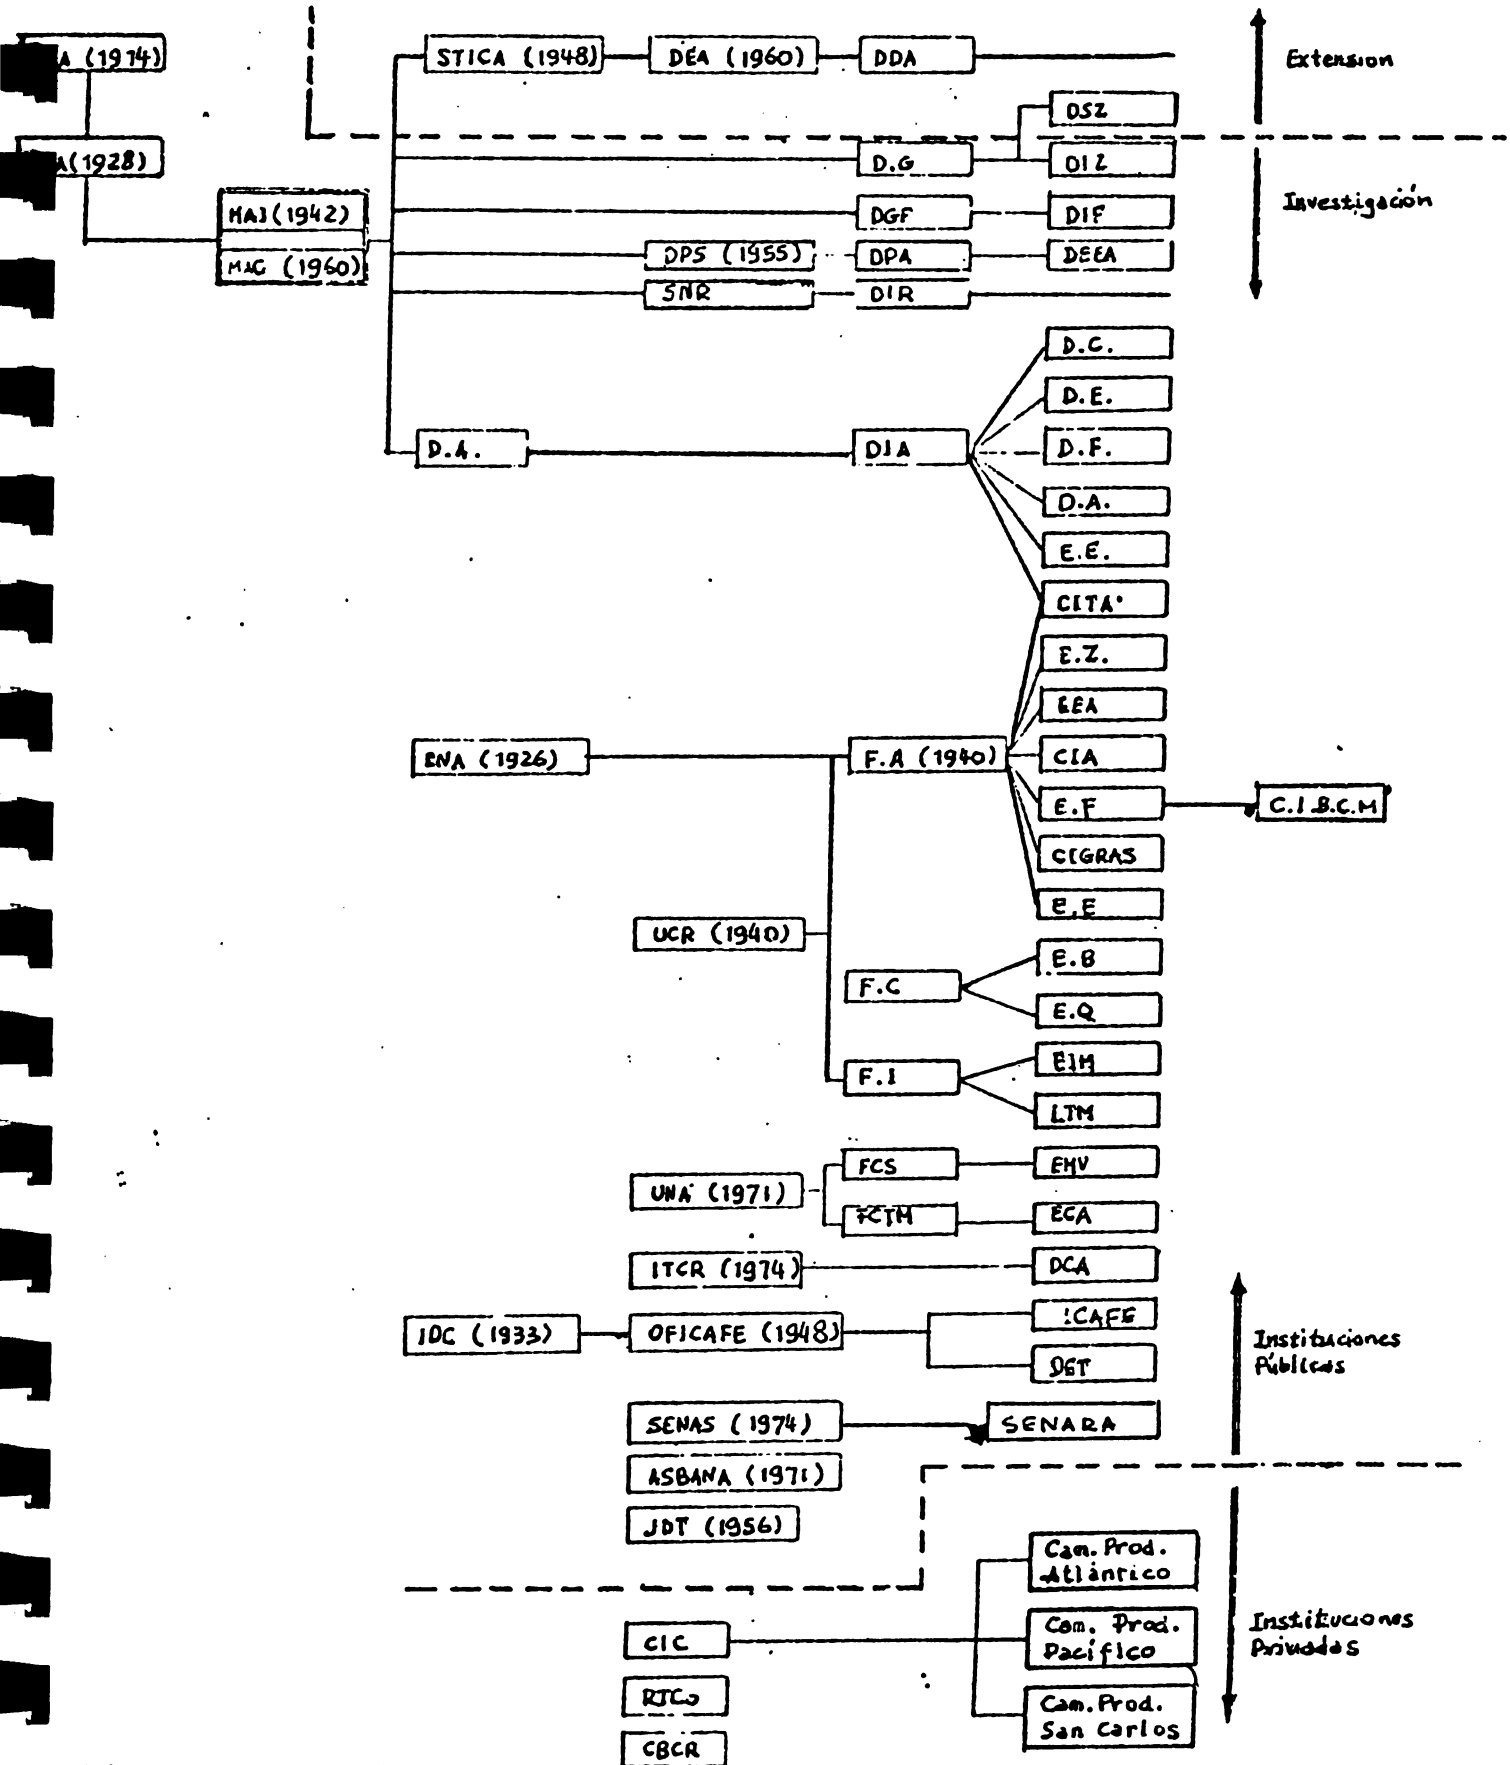 A (1974)
STICA (1948)
DEA (1960)
DDA
Extension
DSZ
A(1928)
D.G
DIZ
MAI (1942)
DGF
DIF
Investigación
MAG (1960)
DPS (1955)
DPA
DEEA
SNR
DIR
D.C.
D.E.
D.A.
DIA
D.F.
D.A.
E.E.
CITA
E.Z.
EEA
ENA (1926)
F.A (1940)
CIA
E.F
C.I.B.C.M
CIGRAS
E.E
UCR (1940)
E.B
F.C
E.Q
F.I
EIM
LTM
FCS
EMV
UNA (1971)
FCTM
ECA
ITCR (1974)
DCA
IDC (1933)
OFICAFE (1948)
ICAFE
Instituciones
Públicas
DGT
SENAS (1974)
SENARA
ASBANA (1971)
JDT (1956)
Cam. Prod.
Atlántico
CIC
Cam. Prod.
Pacífico
Instituciones
Privadas
RTCo
Cam. Prod.
San Carlos
CBCR